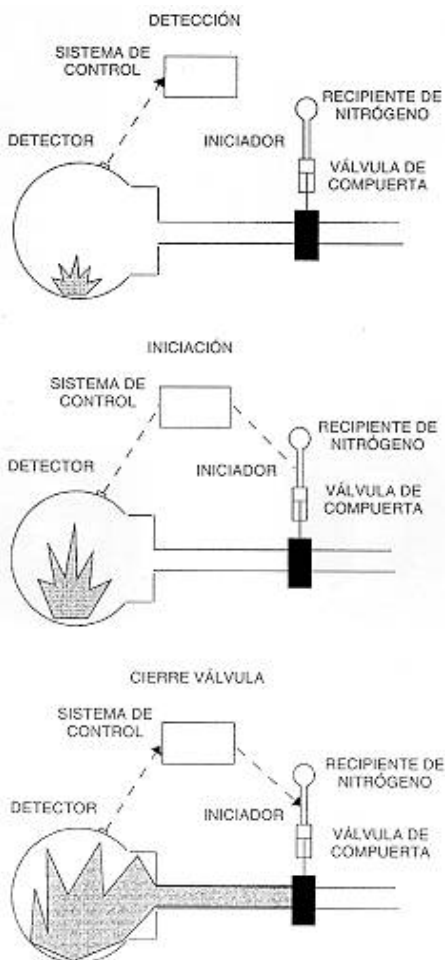 DETECCIÓN
SISTEMA DE
CONTROL
DETECTOR
RECIPIENTE DE
NITRÓGENO
INICIADOR
VÁLVULA DE
COMPUERTA
INICIACIÓN
SISTEMA DE
CONTROL
DETECTOR
RECIPIENTE DE
NITRÓGENO
INICIADOR
VÁLVULA DE
COMPUERTA
CIERRE VÁLVULA
SISTEMA DE
CONTROL
DETECTOR
RECIPIENTE DE
NITRÓGENO
INICIADOR
VÁLVULA DE
COMPUERTA